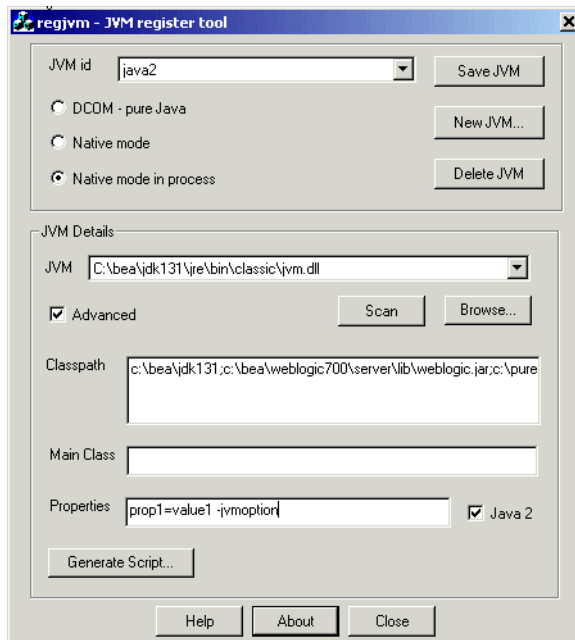 regjvm - JVM register tool
JVM id java2 Save JVM
DCOM - pure Java
New JVM...
Native mode
Native mode in process Delete JVM
JVM Details
JVM C:\bea\jdk131\jre\bin\classic\jvm.dll
Advanced Scan Browse...
Classpath c:\bea\jdk131;c:\bea\weblogic700\server\lib\weblogic.jar;c:\pure
Main Class
Properties prop1=value1 -jvmoption Java 2
Generate Script...
Help About Close